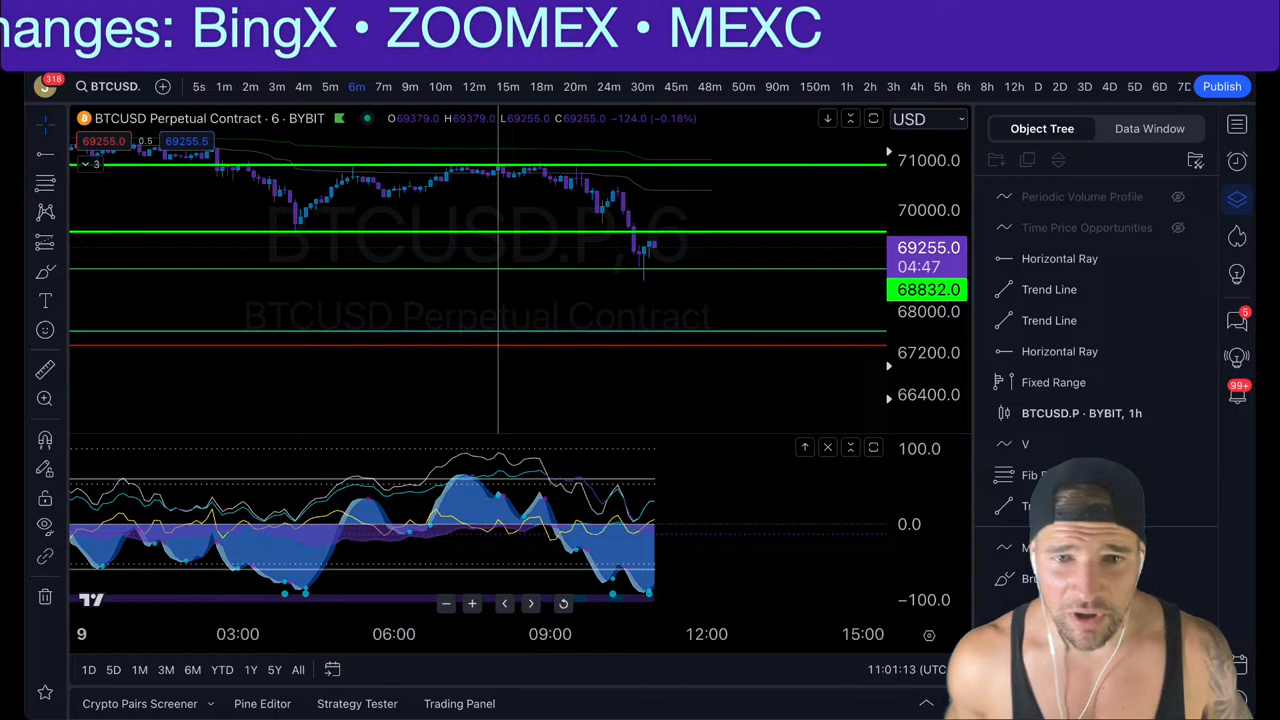 hanges: BingX • ZOOMEX • MEXC
318
BTCUSD.
5s 1m 2m 3m 4m 5m 6m 7m 9m 10m 12m 15m 18m 20m 24m 30m 45m 48m 50m 90m 150m 1h 2h 3h 4h 5h 6h 8h 12h D 2D 3D 5D 6D 7D
Publish
BTCUSD Perpetual Contract · 6 · BYBIT
O69379.0 H69379.0 L69255.0 C69255.0 −124.0 (−0.18%)
USD
69255.0 0.5 69255.5
3
71000.0
70000.0
69255.0
04:47
68832.0
68000.0
67200.0
66400.0
BTCUSD.P, 6
BTCUSD Perpetual Contract
100.0
0.0
−100.0
9 03:00 06:00 09:00 12:00 15:00
1D 5D 1M 3M 6M YTD 1Y 5Y All
11:01:13 (UTC
Crypto Pairs Screener
Pine Editor
Strategy Tester
Trading Panel
Object Tree
Data Window
Periodic Volume Profile
Time Price Opportunities
Horizontal Ray
Trend Line
Trend Line
Horizontal Ray
Fixed Range
BTCUSD.P · BYBIT, 1h
V
Fib
5
99+